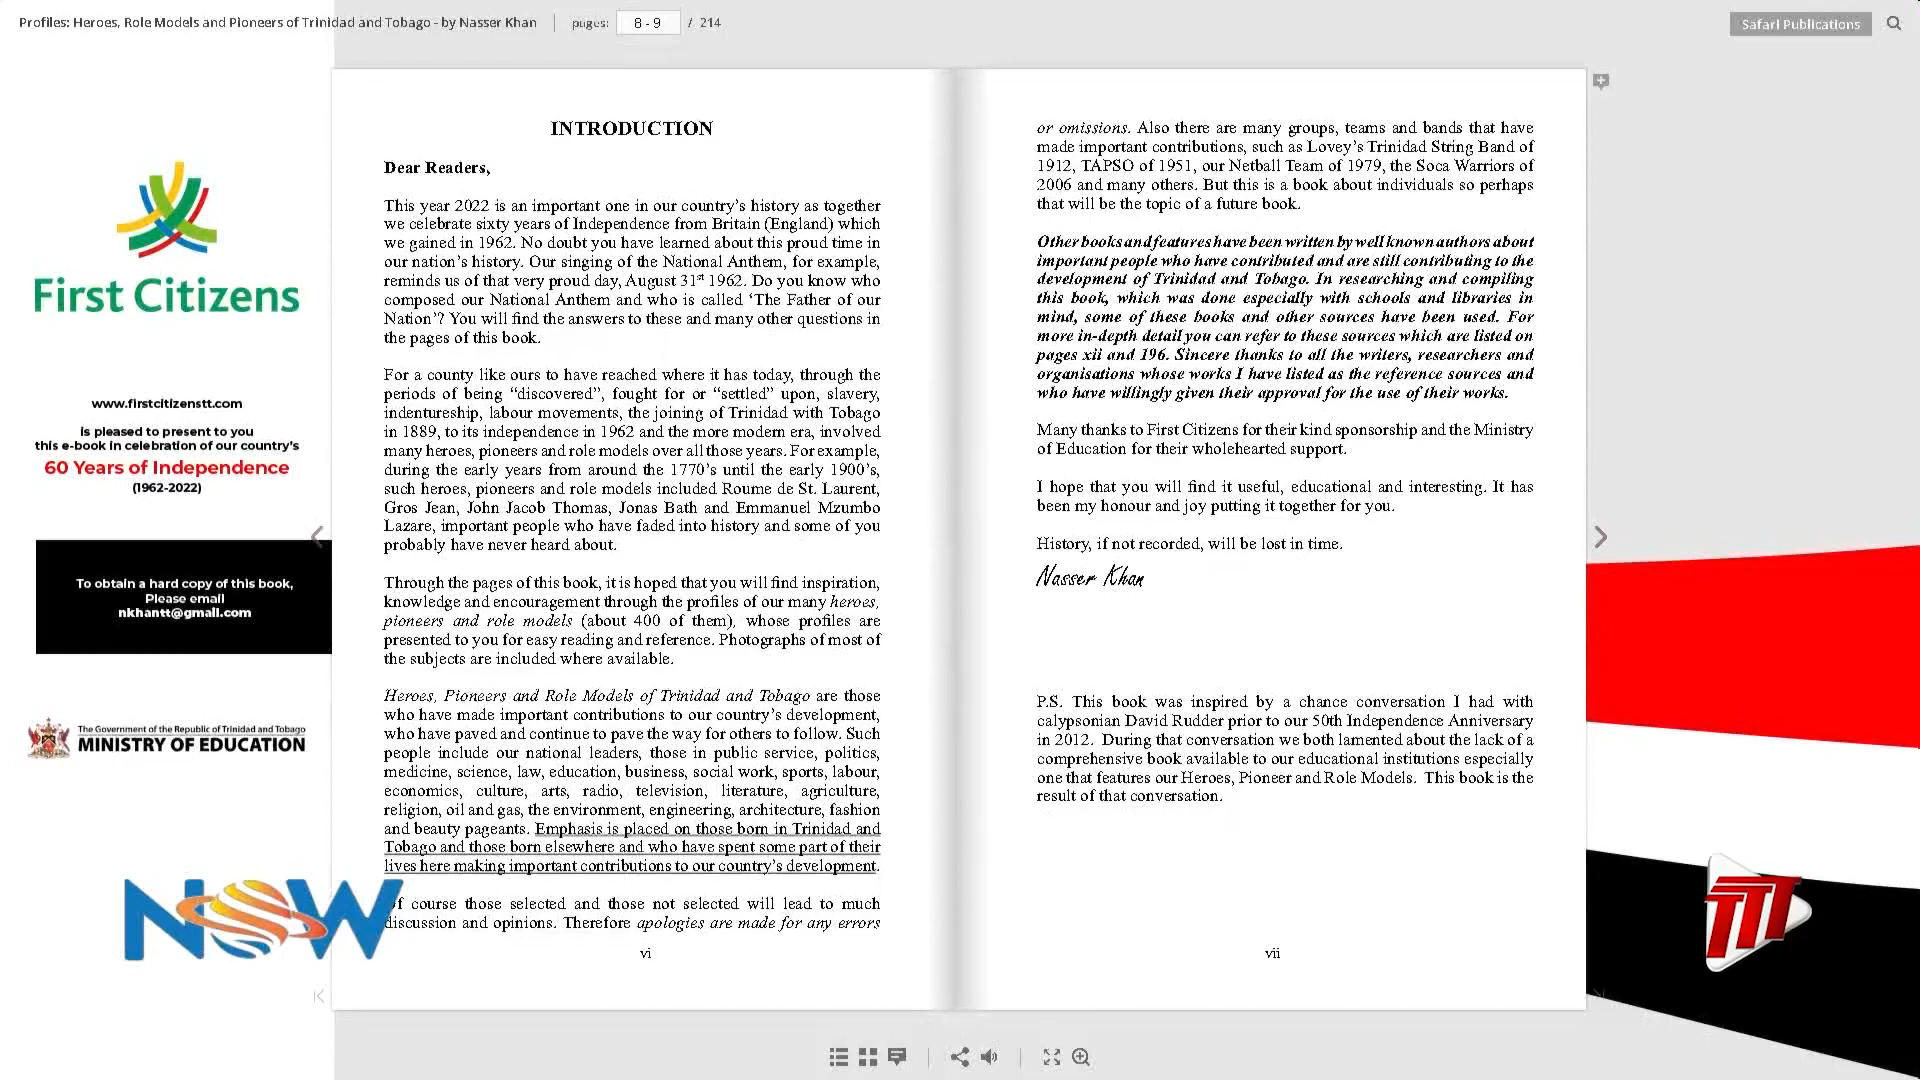 Profiles: Heroes, Role Models and Pioneers of Trinidad and Tobago - by Nasser Khan
pages: 8 - 9 / 214
Safari Publications
First Citizens
www.firstcitizenstt.com
is pleased to present to you
this e-book in celebration of our country's
60 Years of Independence
(1962-2022)
To obtain a hard copy of this book,
Please email
nkhantt@gmail.com
The Government of the Republic of Trinidad and Tobago
MINISTRY OF EDUCATION
NOW
INTRODUCTION
Dear Readers,
This year 2022 is an important one in our country's history as together
we celebrate sixty years of Independence from Britain (England) which
we gained in 1962. No doubt you have learned about this proud time in
our nation's history. Our singing of the National Anthem, for example,
reminds us of that very proud day, August 31st 1962. Do you know who
composed our National Anthem and who is called 'The Father of our
Nation'? You will find the answers to these and many other questions in
the pages of this book.
For a county like ours to have reached where it has today, through the
periods of being "discovered", fought for or "settled" upon, slavery,
indentureship, labour movements, the joining of Trinidad with Tobago
in 1889, to its independence in 1962 and the more modern era, involved
many heroes, pioneers and role models over all those years. For example,
during the early years from around the 1770's until the early 1900's,
such heroes, pioneers and role models included Roume de St. Laurent,
Gros Jean, John Jacob Thomas, Jonas Bath and Emmanuel Mzumbo
Lazare, important people who have faded into history and some of you
probably have never heard about.
Through the pages of this book, it is hoped that you will find inspiration,
knowledge and encouragement through the profiles of our many heroes,
pioneers and role models (about 400 of them), whose profiles are
presented to you for easy reading and reference. Photographs of most of
the subjects are included where available.
Heroes, Pioneers and Role Models of Trinidad and Tobago are those
who have made important contributions to our country's development,
who have paved and continue to pave the way for others to follow. Such
people include our national leaders, those in public service, politics,
medicine, science, law, education, business, social work, sports, labour,
economics, culture, arts, radio, television, literature, agriculture,
religion, oil and gas, the environment, engineering, architecture, fashion
and beauty pageants. Emphasis is placed on those born in Trinidad and
Tobago and those born elsewhere and who have spent some part of their
lives here making important contributions to our country's development.
Of course those selected and those not selected will lead to much
discussion and opinions. Therefore apologies are made for any errors
vi
or omissions. Also there are many groups, teams and bands that have
made important contributions, such as Lovey's Trinidad String Band of
1912, TAPSO of 1951, our Netball Team of 1979, the Soca Warriors of
2006 and many others. But this is a book about individuals so perhaps
that will be the topic of a future book.
Other books and features have been written by well known authors about
important people who have contributed and are still contributing to the
development of Trinidad and Tobago. In researching and compiling
this book, which was done especially with schools and libraries in
mind, some of these books and other sources have been used. For
more in-depth detail you can refer to these sources which are listed on
pages xii and 196. Sincere thanks to all the writers, researchers and
organisations whose works I have listed as the reference sources and
who have willingly given their approval for the use of their works.
Many thanks to First Citizens for their kind sponsorship and the Ministry
of Education for their wholehearted support.
I hope that you will find it useful, educational and interesting. It has
been my honour and joy putting it together for you.
History, if not recorded, will be lost in time.
Nasser Khan
P.S. This book was inspired by a chance conversation I had with
calypsonian David Rudder prior to our 50th Independence Anniversary
in 2012. During that conversation we both lamented about the lack of a
comprehensive book available to our educational institutions especially
one that features our Heroes, Pioneer and Role Models. This book is the
result of that conversation.
vii
TTT